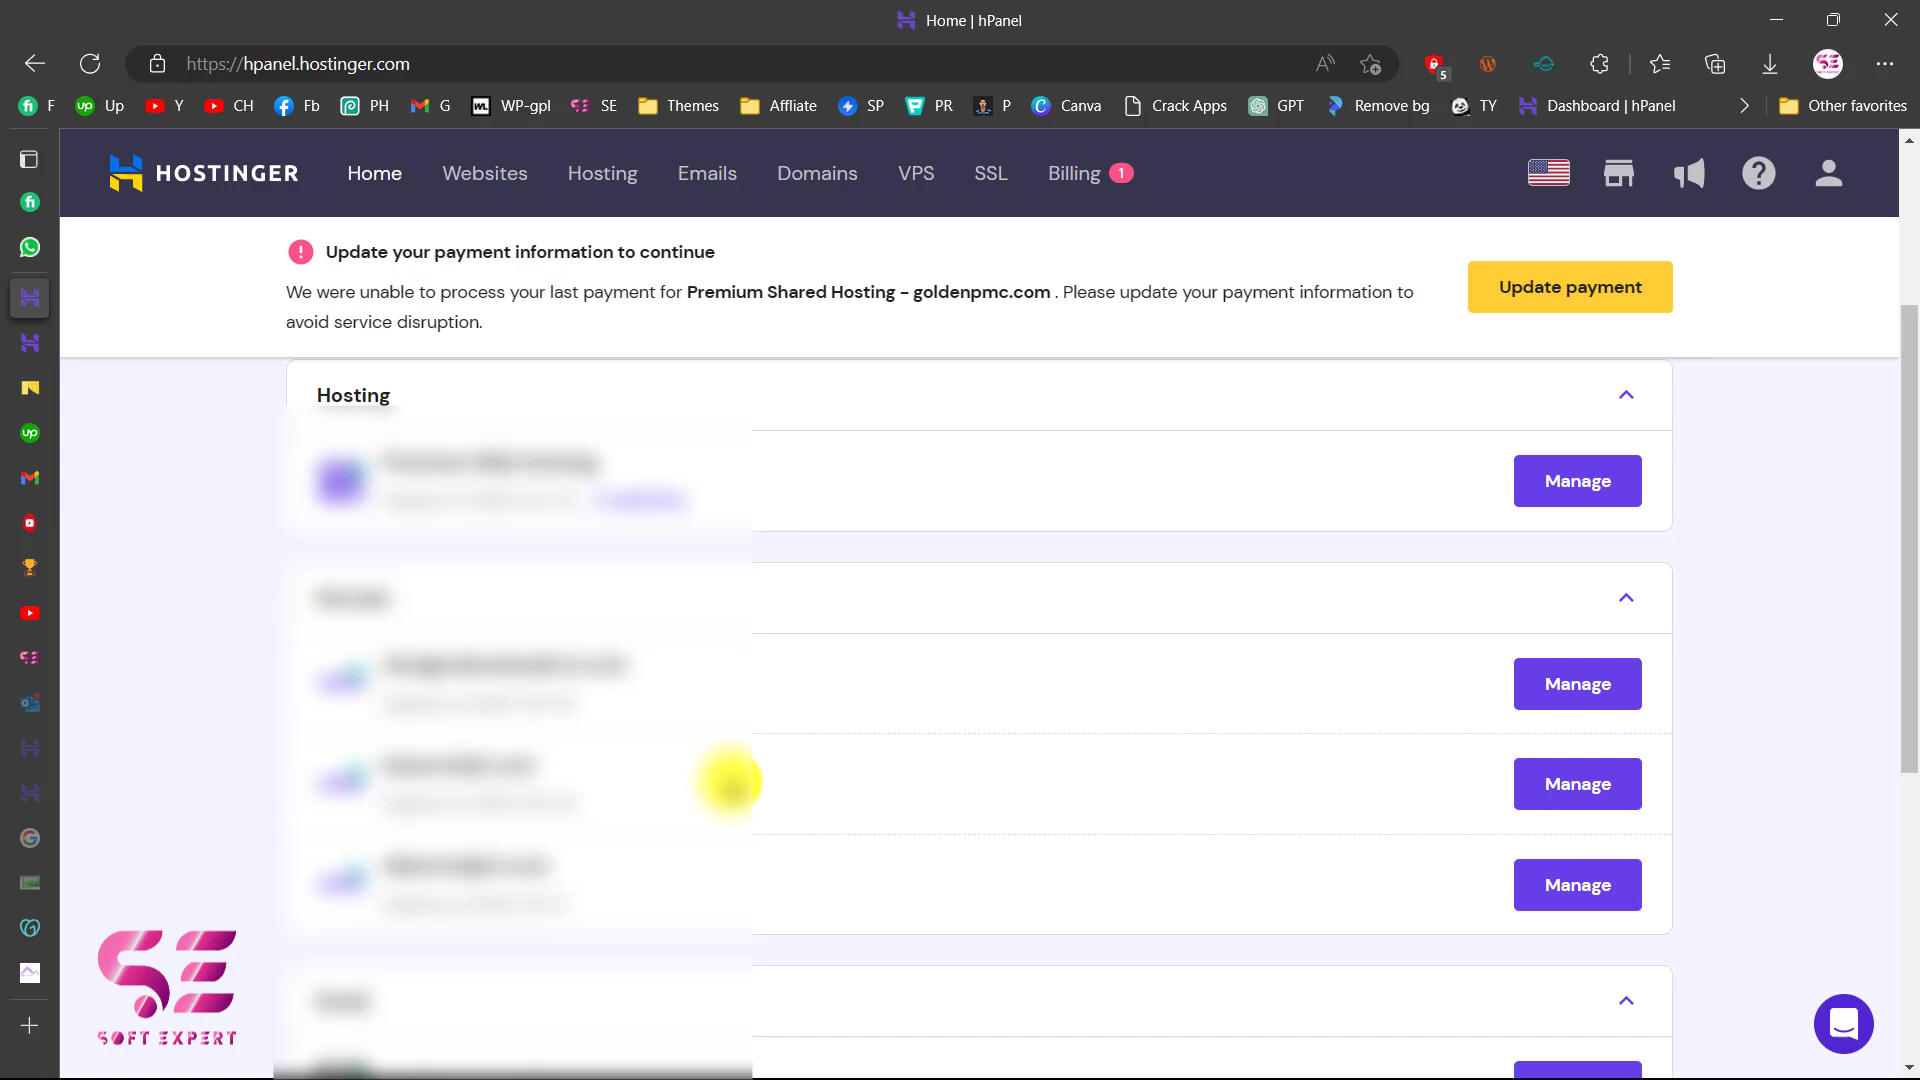 Home | hPanel
https://hpanel.hostinger.com
5
F Up Y CH Fb PH G WP-gpl SE Themes Affliate SP PR P Canva Crack Apps GPT Remove bg TY Dashboard | hPanel Other favorites
HOSTINGER Home Websites Hosting Emails Domains VPS SSL Billing 1
Update your payment information to continue
We were unable to process your last payment for Premium Shared Hosting - goldenpmc.com . Please update your payment information to
avoid service disruption.
Update payment
Hosting
Manage
Manage
Manage
Manage
SE
SOFT EXPERT